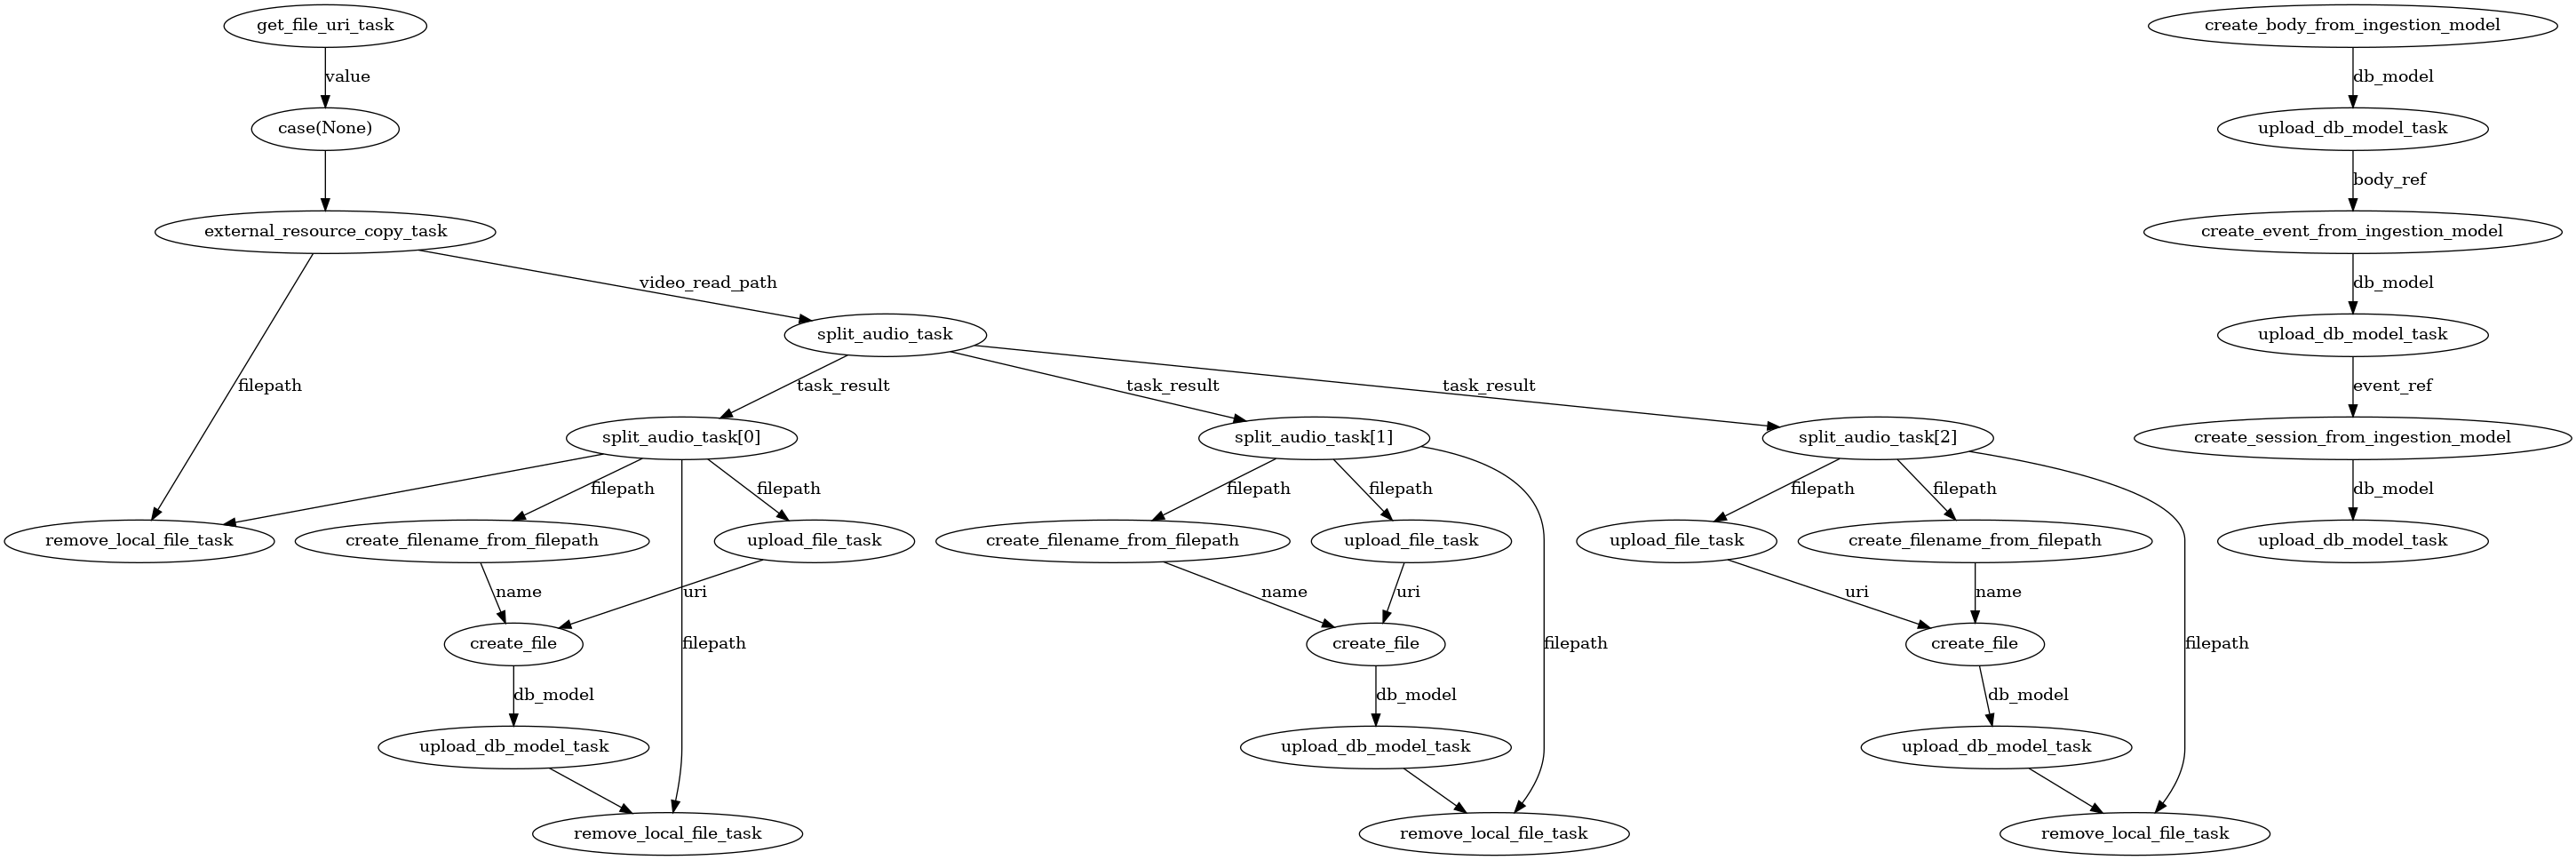 get_file_uri_task
create_body_from_ingestion_model
value
db_model
case(None)
upload_db_model_task
body_ref
external_resource_copy_task
create_event_from_ingestion_model
video_read_path
db_model
split_audio_task
upload_db_model_task
filepath
task_result
task_result
task_result
event_ref
split_audio_task[0]
split_audio_task[1]
split_audio_task[2]
create_session_from_ingestion_model
filepath
filepath
filepath
filepath
filepath
filepath
db_model
remove_local_file_task
create_filename_from_filepath
upload_file_task
create_filename_from_filepath
upload_file_task
upload_file_task
create_filename_from_filepath
upload_db_model_task
name
uri
name
uri
uri
name
create_file
filepath
create_file
filepath
create_file
filepath
db_model
db_model
db_model
upload_db_model_task
upload_db_model_task
upload_db_model_task
remove_local_file_task
remove_local_file_task
remove_local_file_task